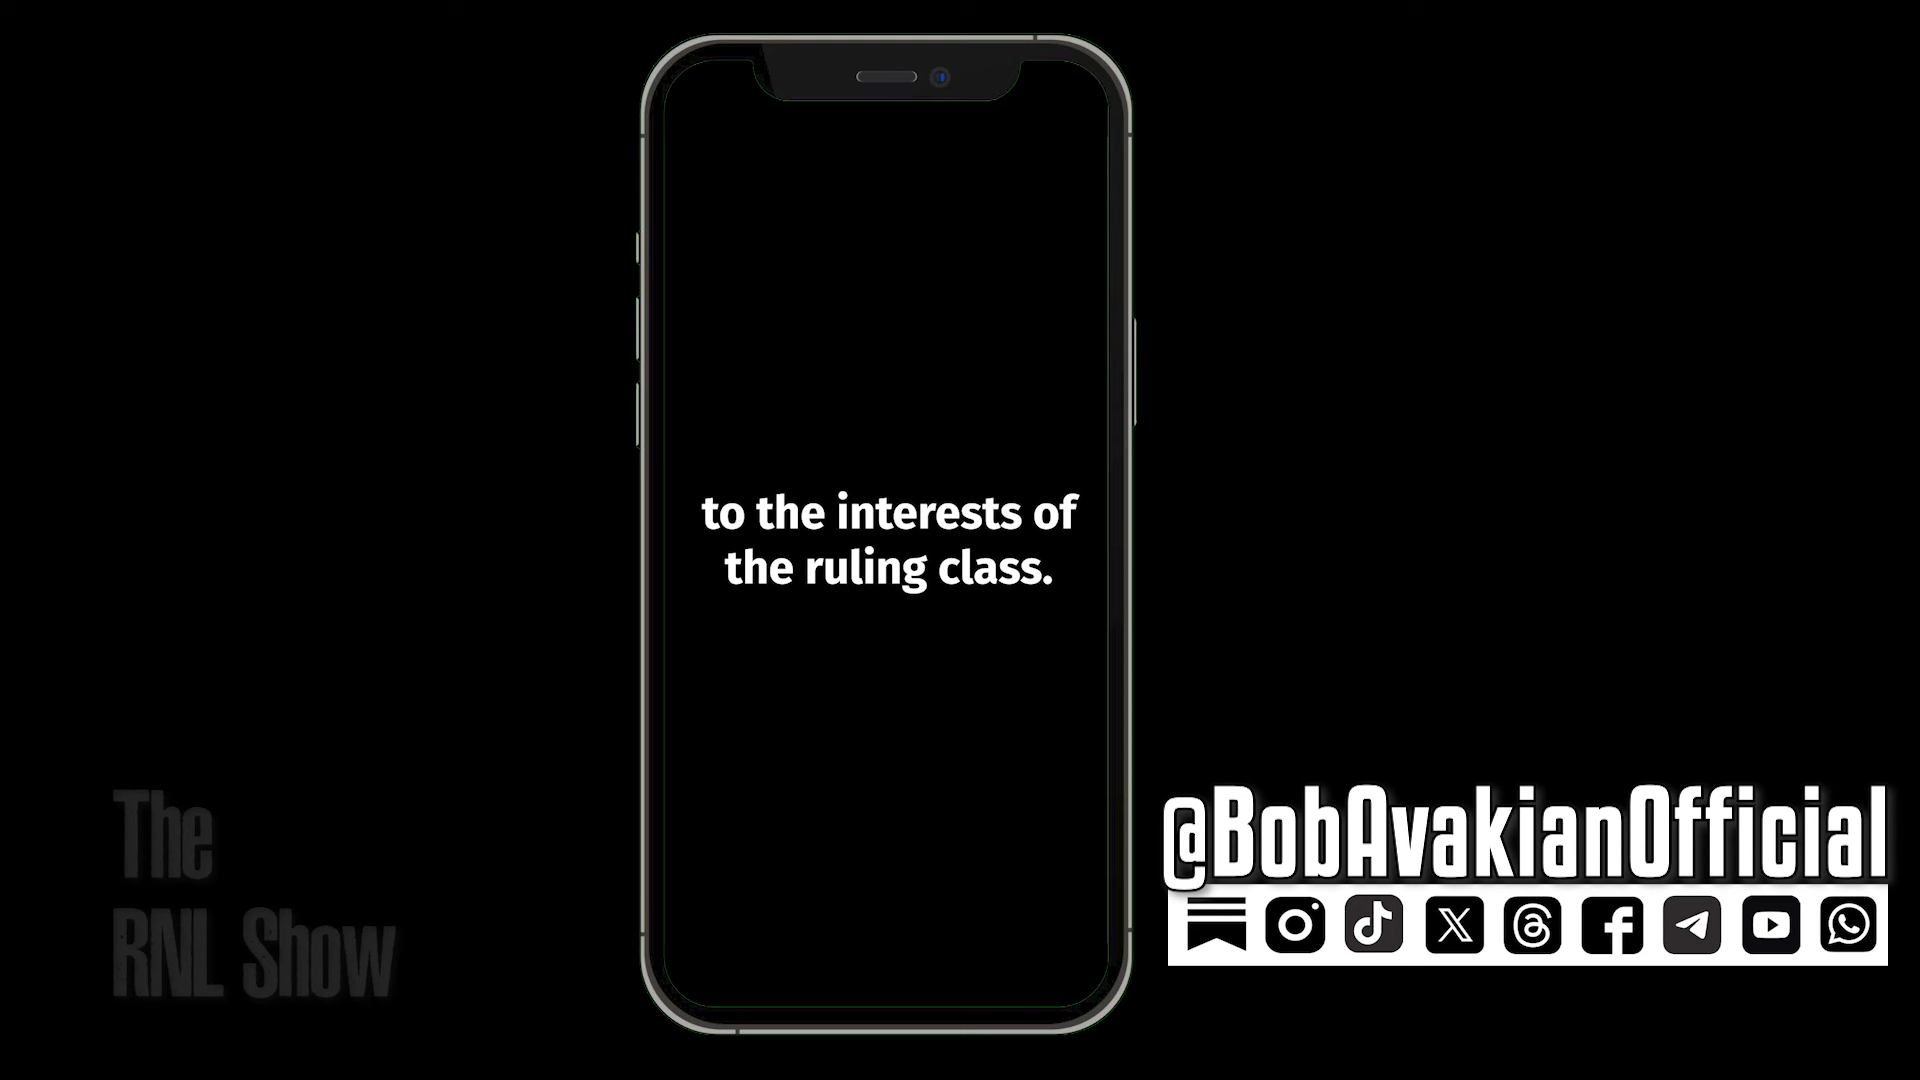 to the interests of
the ruling class.
The
RNL Show
@BobAvakianOfficial